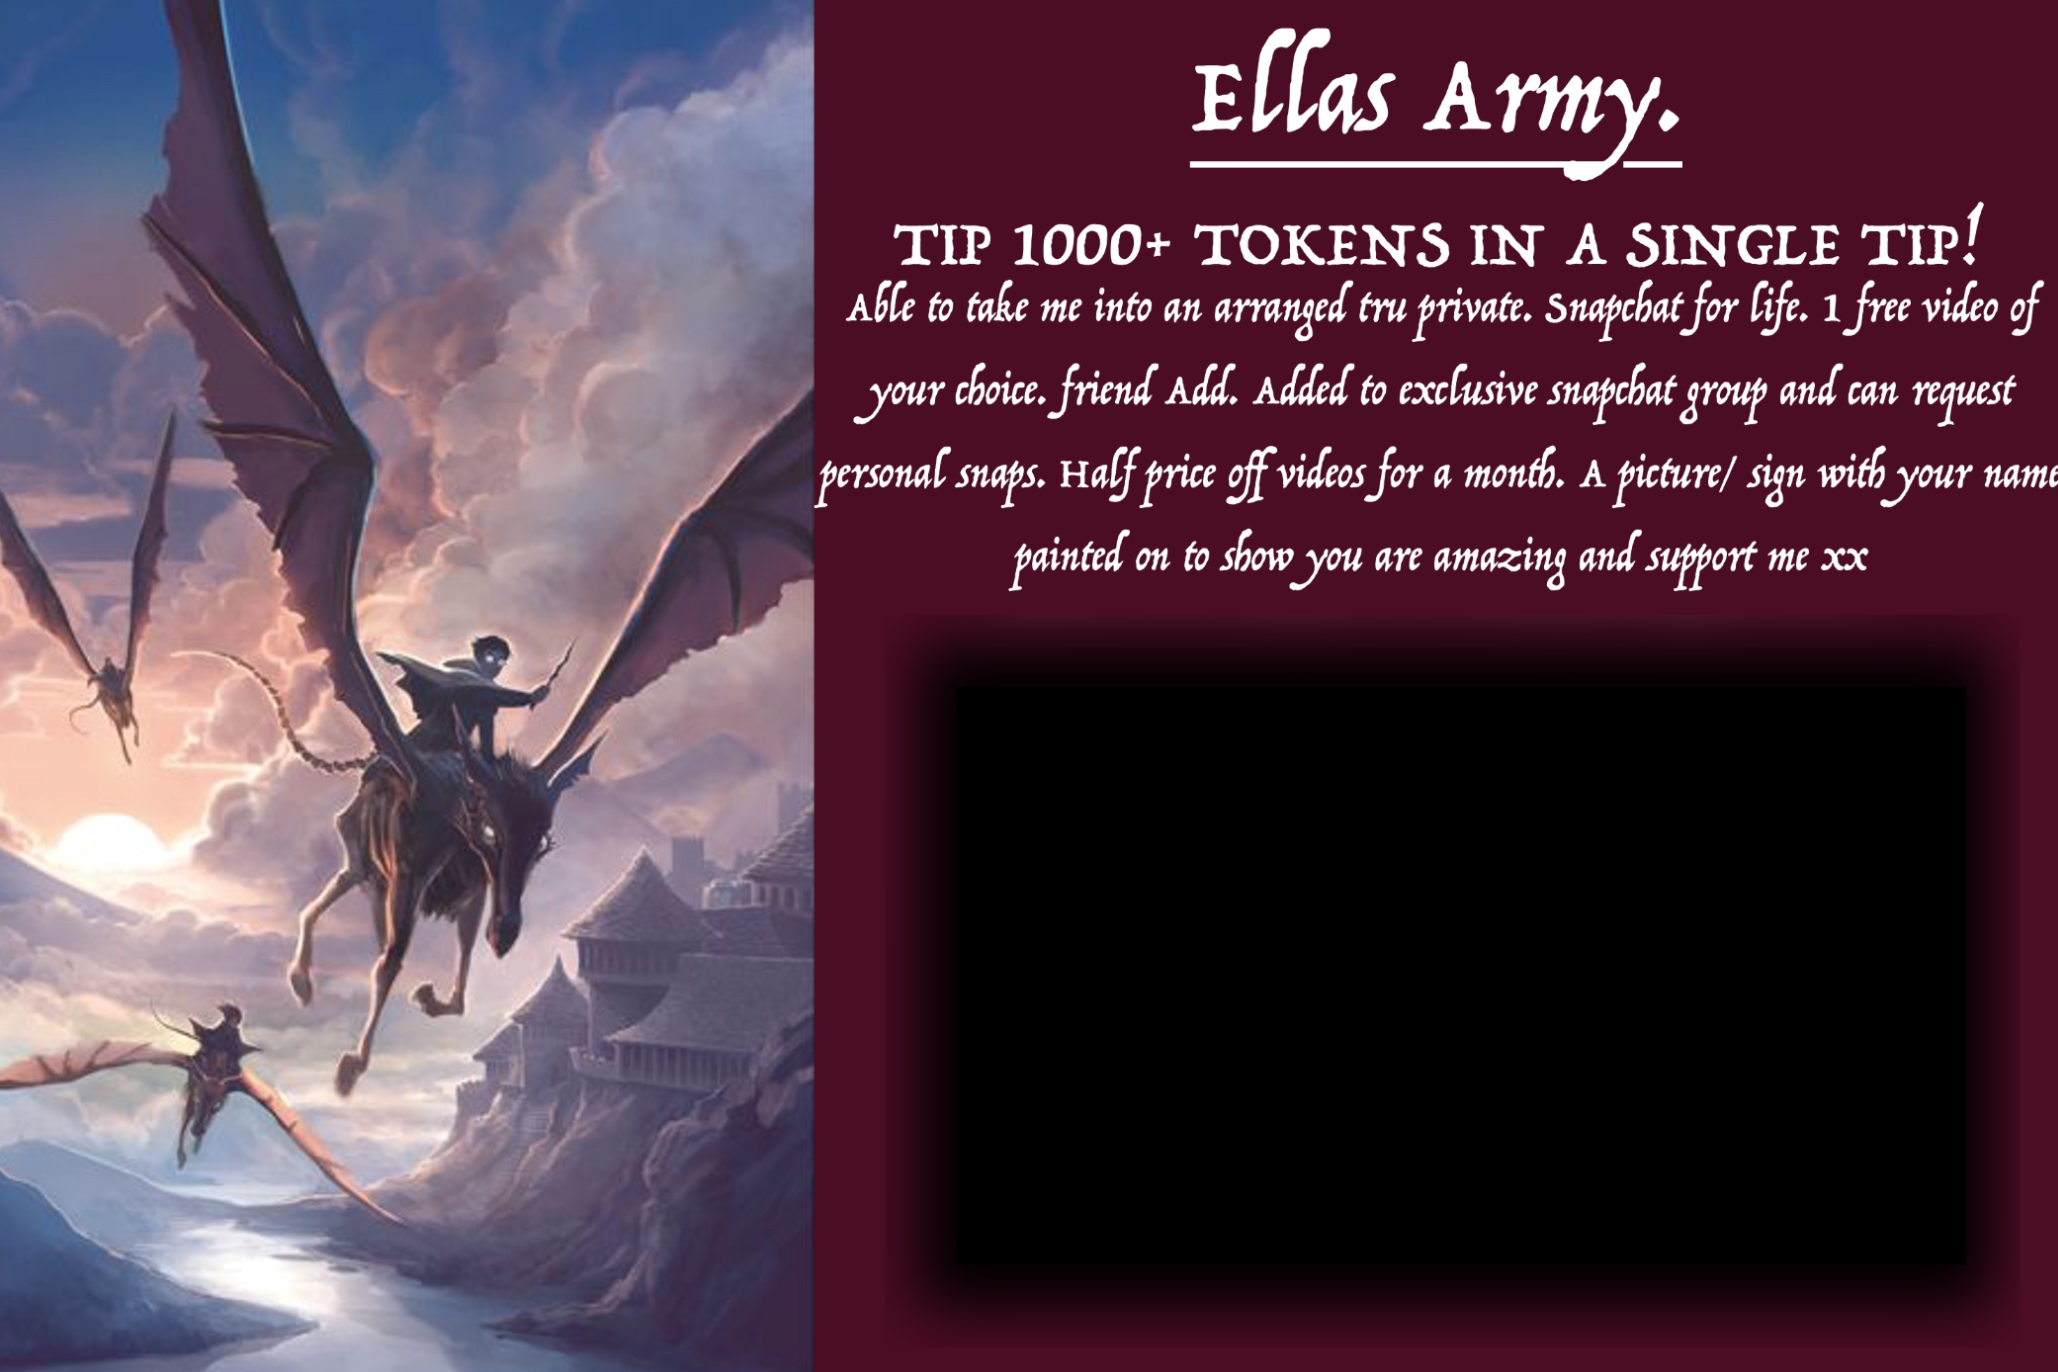 Ellas Army.
TIP 1000+ TOKENS IN A SINGLE TIP!
Able to take me into an arranged tru private. Snapchat for life. 1 free video of
your choice. friend Add. Added to exclusive snapchat group and can request
personal snaps. Half price off videos for a month. A picture/ sign with your name
painted on to show you are amazing and support me xx